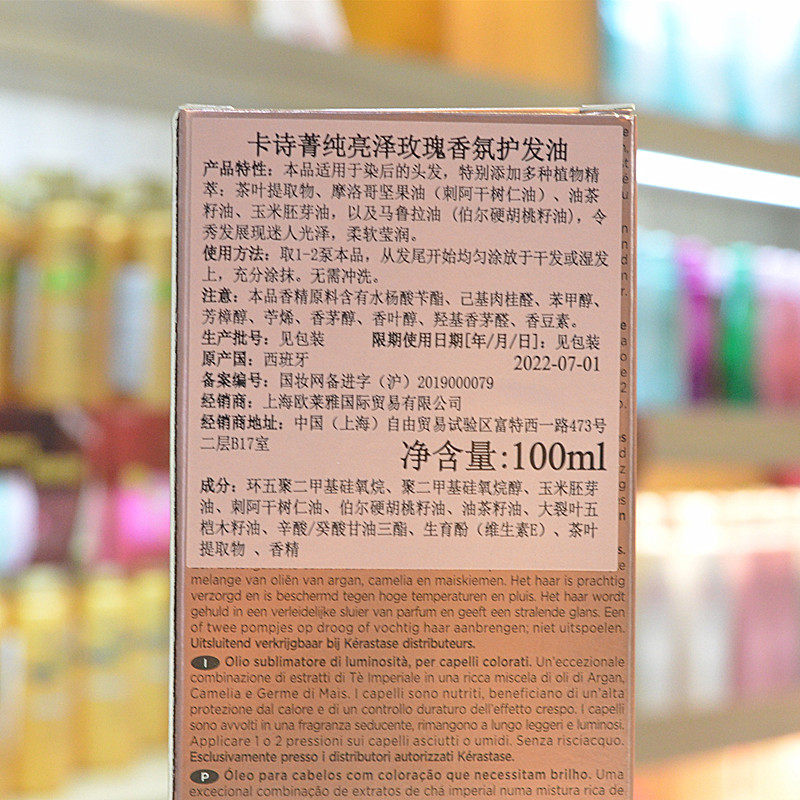 卡诗菁纯亮泽玫瑰香氛护发油
产品特性：本品适用于染后的头发，特别添加多种植物精
萃：茶叶提取物、摩洛哥坚果油（刺阿干树仁油）、油茶
籽油、玉米胚芽油，以及马鲁拉油（伯尔硬胡桃籽油），令
秀发展现迷人光泽，柔软莹润。
使用方法：取1-2泵本品，从发尾开始均匀涂放于干发或湿发
上，充分涂抹。无需冲洗。
注意：本品香精原料含有水杨酸苄酯、己基肉桂醛、苯甲醇、
芳樟醇、苧烯、香茅醇、香叶醇、羟基香茅醛、香豆素。
生产批号：见包装 限期使用日期[年/月/日]：见包装
原产国：西班牙 2022-07-01
备案编号：国妆网备进字（沪）2019000079
经销商：上海欧莱雅国际贸易有限公司
经销商地址：中国（上海）自由贸易试验区富特西一路473号
二层B17室 净含量:100ml
成分：环五聚二甲基硅氧烷、聚二甲基硅氧烷醇、玉米胚芽
油、刺阿干树仁油、伯尔硬胡桃籽油、油茶籽油、大裂叶五
桤木籽油、辛酸/癸酸甘油三酯、生育酚（维生素E）、茶叶
提取物 、香精
melange van oliën van argan, camelia en maiskiemen. Het haar is prachtig
verzorgd en is beschermd tegen hoge temperaturen en pluis. Het haar wordt
gehuld in een verleidelijke sluier van parfum en geeft een stralende glans. Een
of twee pompjes op droog of vochtig haar aanbrengen; niet uitspoelen.
Uitsluitend verkrijgbaar bij Kérastase distributeurs.
I Olio sublimatore di luminosità, per capelli colorati. Un'eccezionale
combinazione di estratti di Tè Imperiale in una ricca miscela di oli di Argan,
Camelia e Germe di Mais. I capelli sono nutriti, beneficiano di un'alta
protezione dal calore e di un controllo duraturo dell'effetto crespo. I capelli
sono avvolti in una fragranza seducente, rimangono a lungo leggeri e luminosi.
Applicare 1 o 2 pressioni sui capelli asciutti o umidi. Senza risciacquo.
Esclusivamente presso i distributori autorizzati Kérastase.
P Óleo para cabelos com coloração que necessitam brilho. Uma
excecional combinação de extratos de chá imperial numa mistura rica de